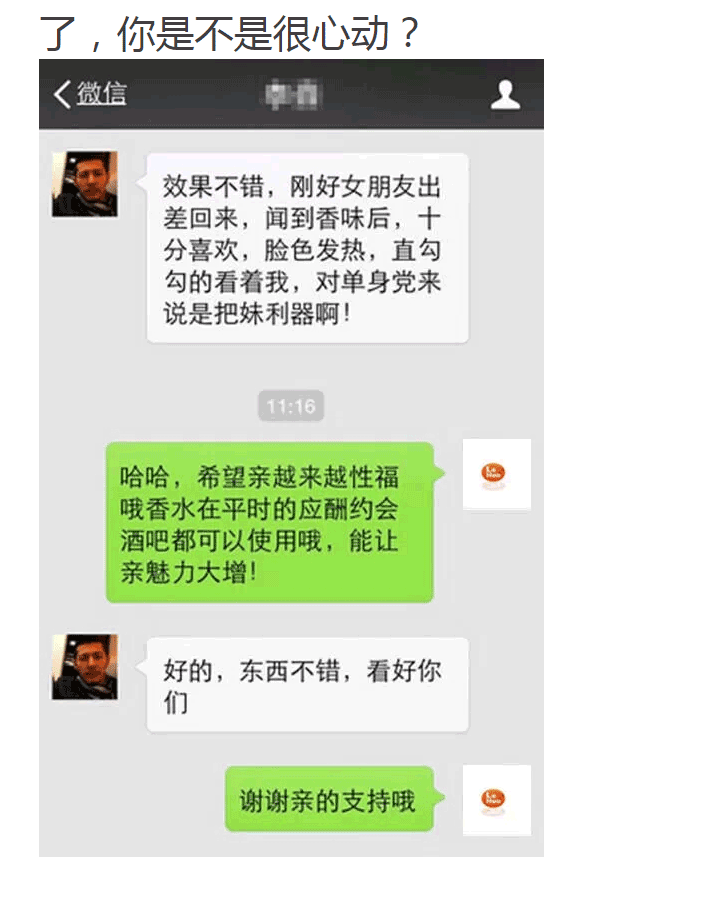 了，你是不是很心动？
微信
效果不错，刚好女朋友出
差回来，闻到香味后，十
分喜欢，脸色发热，直勾
勾的看着我，对单身党来
说是把妹利器啊！
11:16
哈哈，希望亲越来越性福
哦香水在平时的应酬约会
酒吧都可以使用哦，能让
亲魅力大增！
好的，东西不错，看好你
们
谢谢亲的支持哦